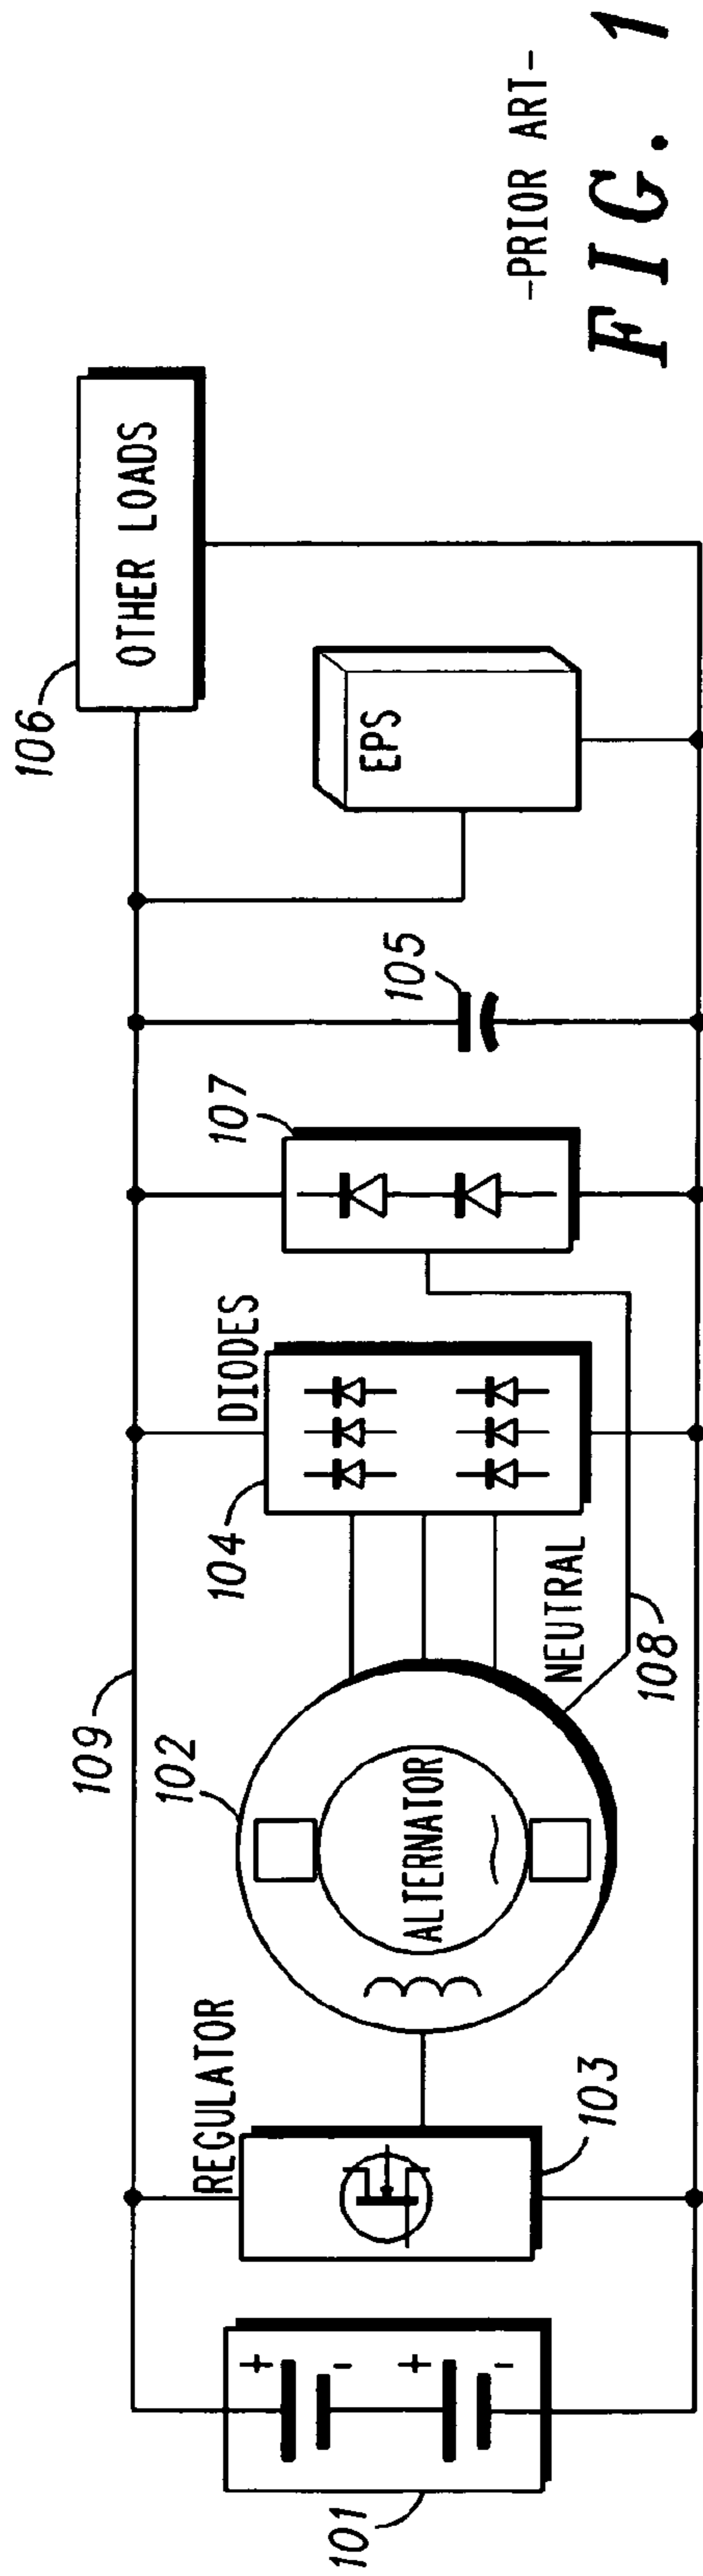 109
106
OTHER LOADS
REGULATOR
102
104
DIODES
107
105
EPS
101
+
-
+
-
103
ALTERNATOR
NEUTRAL
108
-PRIOR ART-
FIG. 1